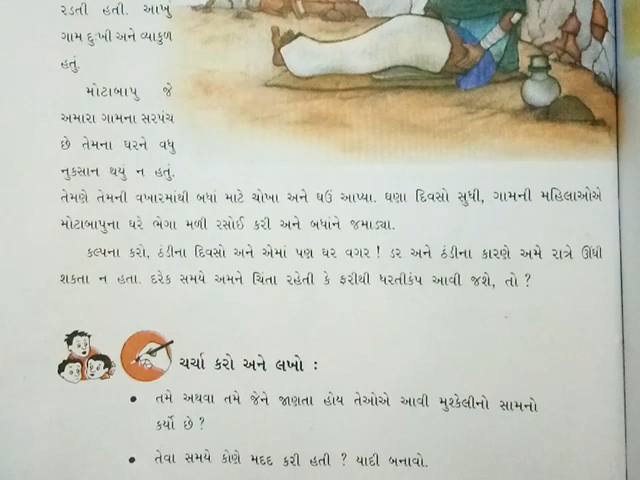 રડતી હતી. આખું
ગામ દુઃખી અને વ્યાકુળ
હતું.
મોટાબાપુ જે
અમારા ગામના સરપંચ
છે તેમના ઘરને વધુ
નુકસાન થયું ન હતું.
તેમણે તેમની વખારમાંથી બધાં માટે ચોખા અને ઘઉં આપ્યા. ઘણા દિવસો સુધી, ગામની મહિલાઓએ
મોટાબાપુના ઘરે ભેગા મળી રસોઈ કરી અને બધાંને જમાડ્યા.
કલ્પના કરો, ઠંડીના દિવસો અને એમાં પણ ઘર વગર ! ડર અને ઠંડીના કારણે અમે રાત્રે ઊંઘી
શકતા ન હતા. દરેક સમયે અમને ચિંતા રહેતી કે ફરીથી ધરતીકંપ આવી જશે, તો ?
ચર્ચા કરો અને લખો :
• તમે અથવા તમે જેને જાણતા હોય તેઓએ આવી મુશ્કેલીનો સામનો
કર્યો છે ?
• તેવા સમયે કોણે મદદ કરી હતી ? યાદી બનાવો.